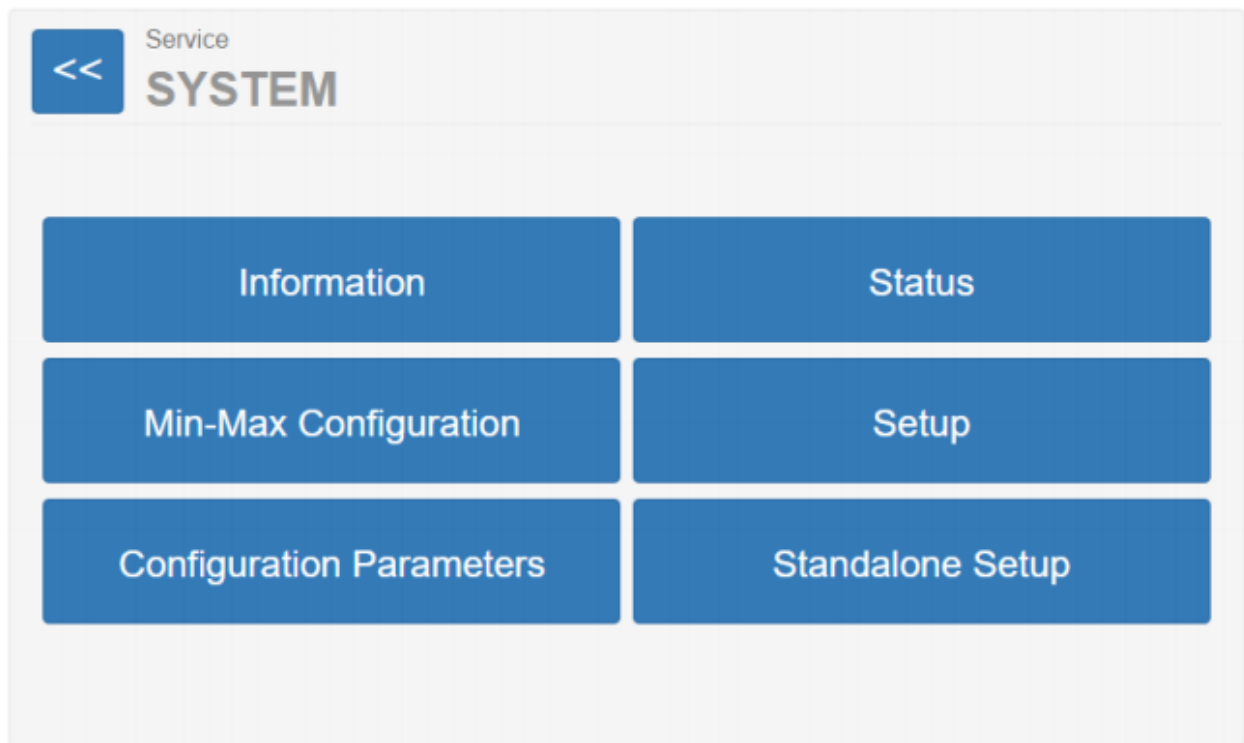 <<
Service
SYSTEM
Information
Status
Min-Max Configuration
Setup
Configuration Parameters
Standalone Setup